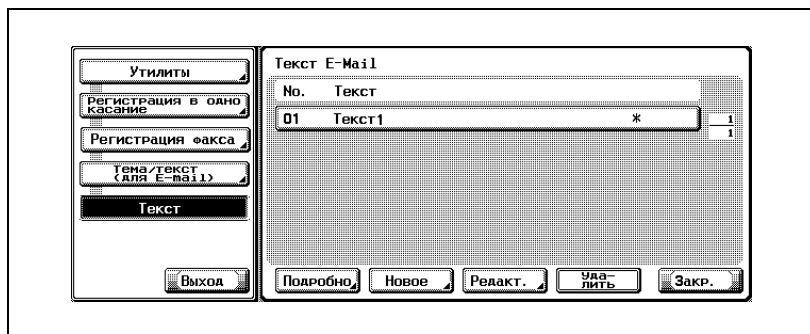 Утилиты
Регистрация в одно
касание
Регистрация факса
Тема/текст
(для E-mail)
Текст
Выход
Текст E-Mail
No. Текст
01 Текст1 *
1
1
Подробно
Новое
Редакт.
Уда-
лить
Закр.